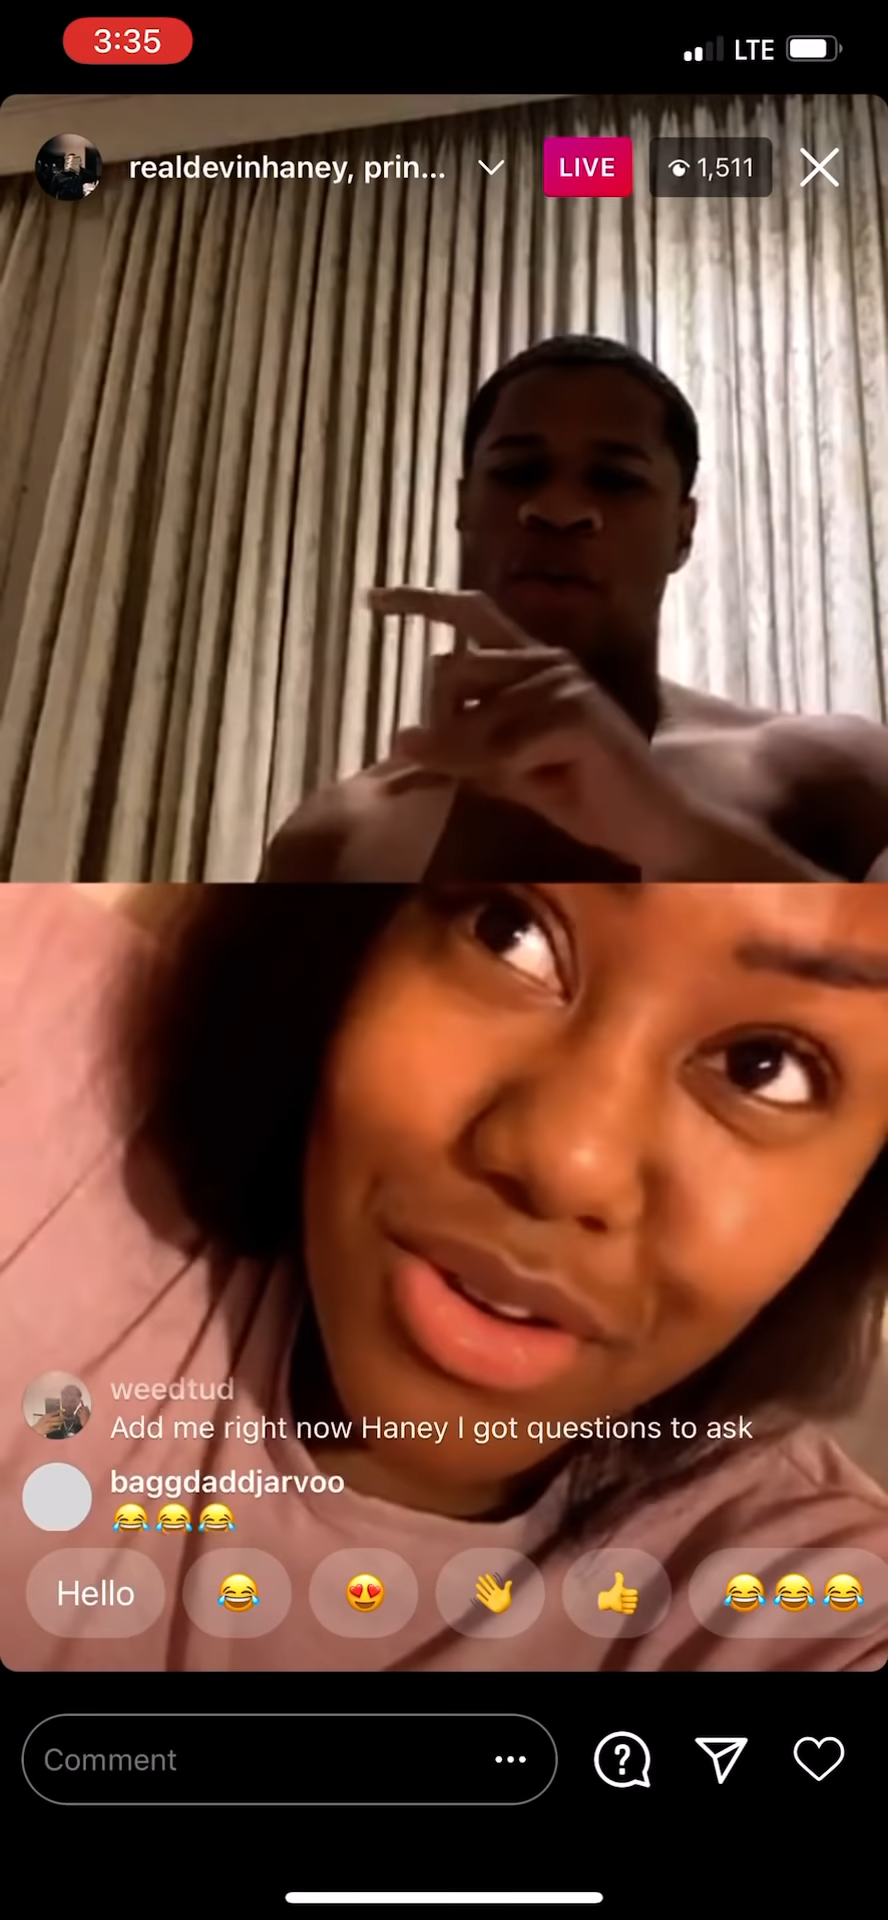 3:35
LTE
realdevinhaney, prin...
LIVE
1,511
weedtud
Add me right now Haney I got questions to ask
baggdaddjarvoo
😂😂😂
Hello 😂 😍 👋 👍 😂😂😂
Comment